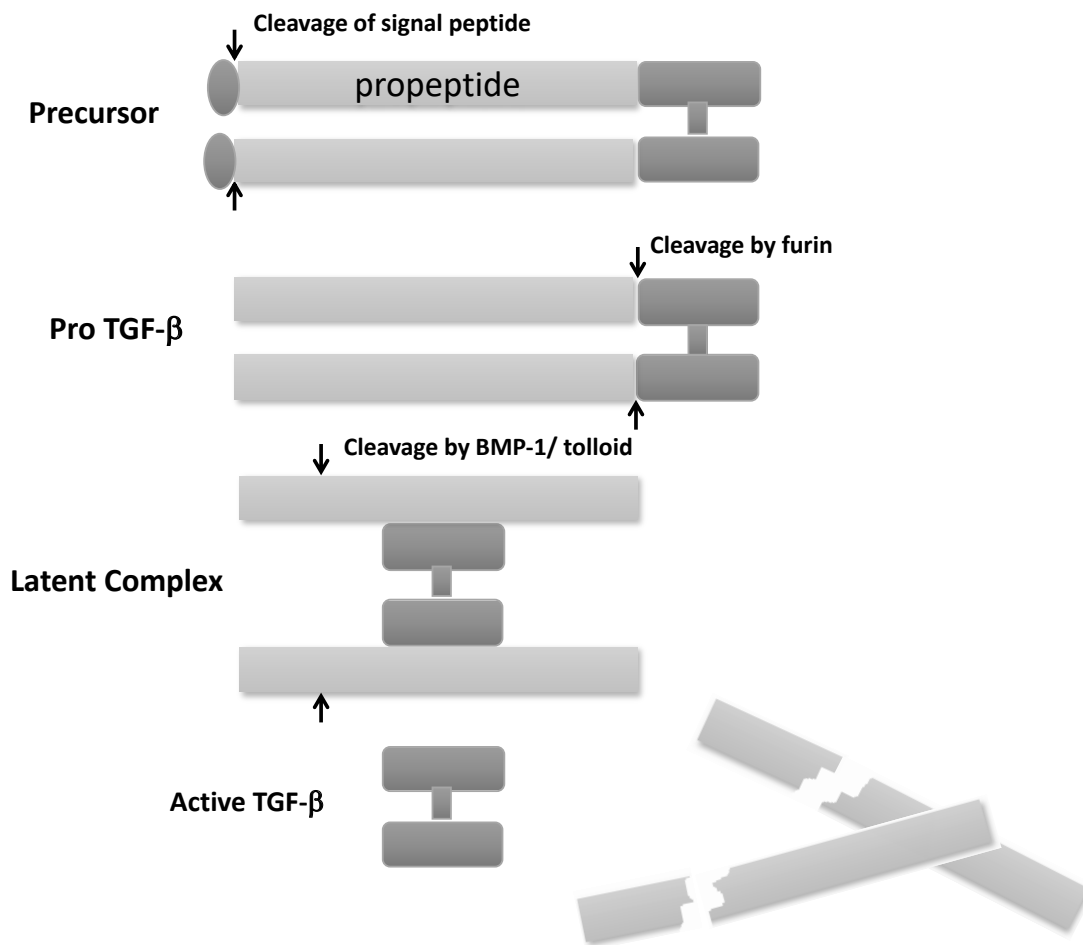 Cleavage of signal peptide
propeptide
Precursor
Cleavage by furin
Pro TGF-β
Cleavage by BMP-1/ tolloid
Latent Complex
Active TGF-β